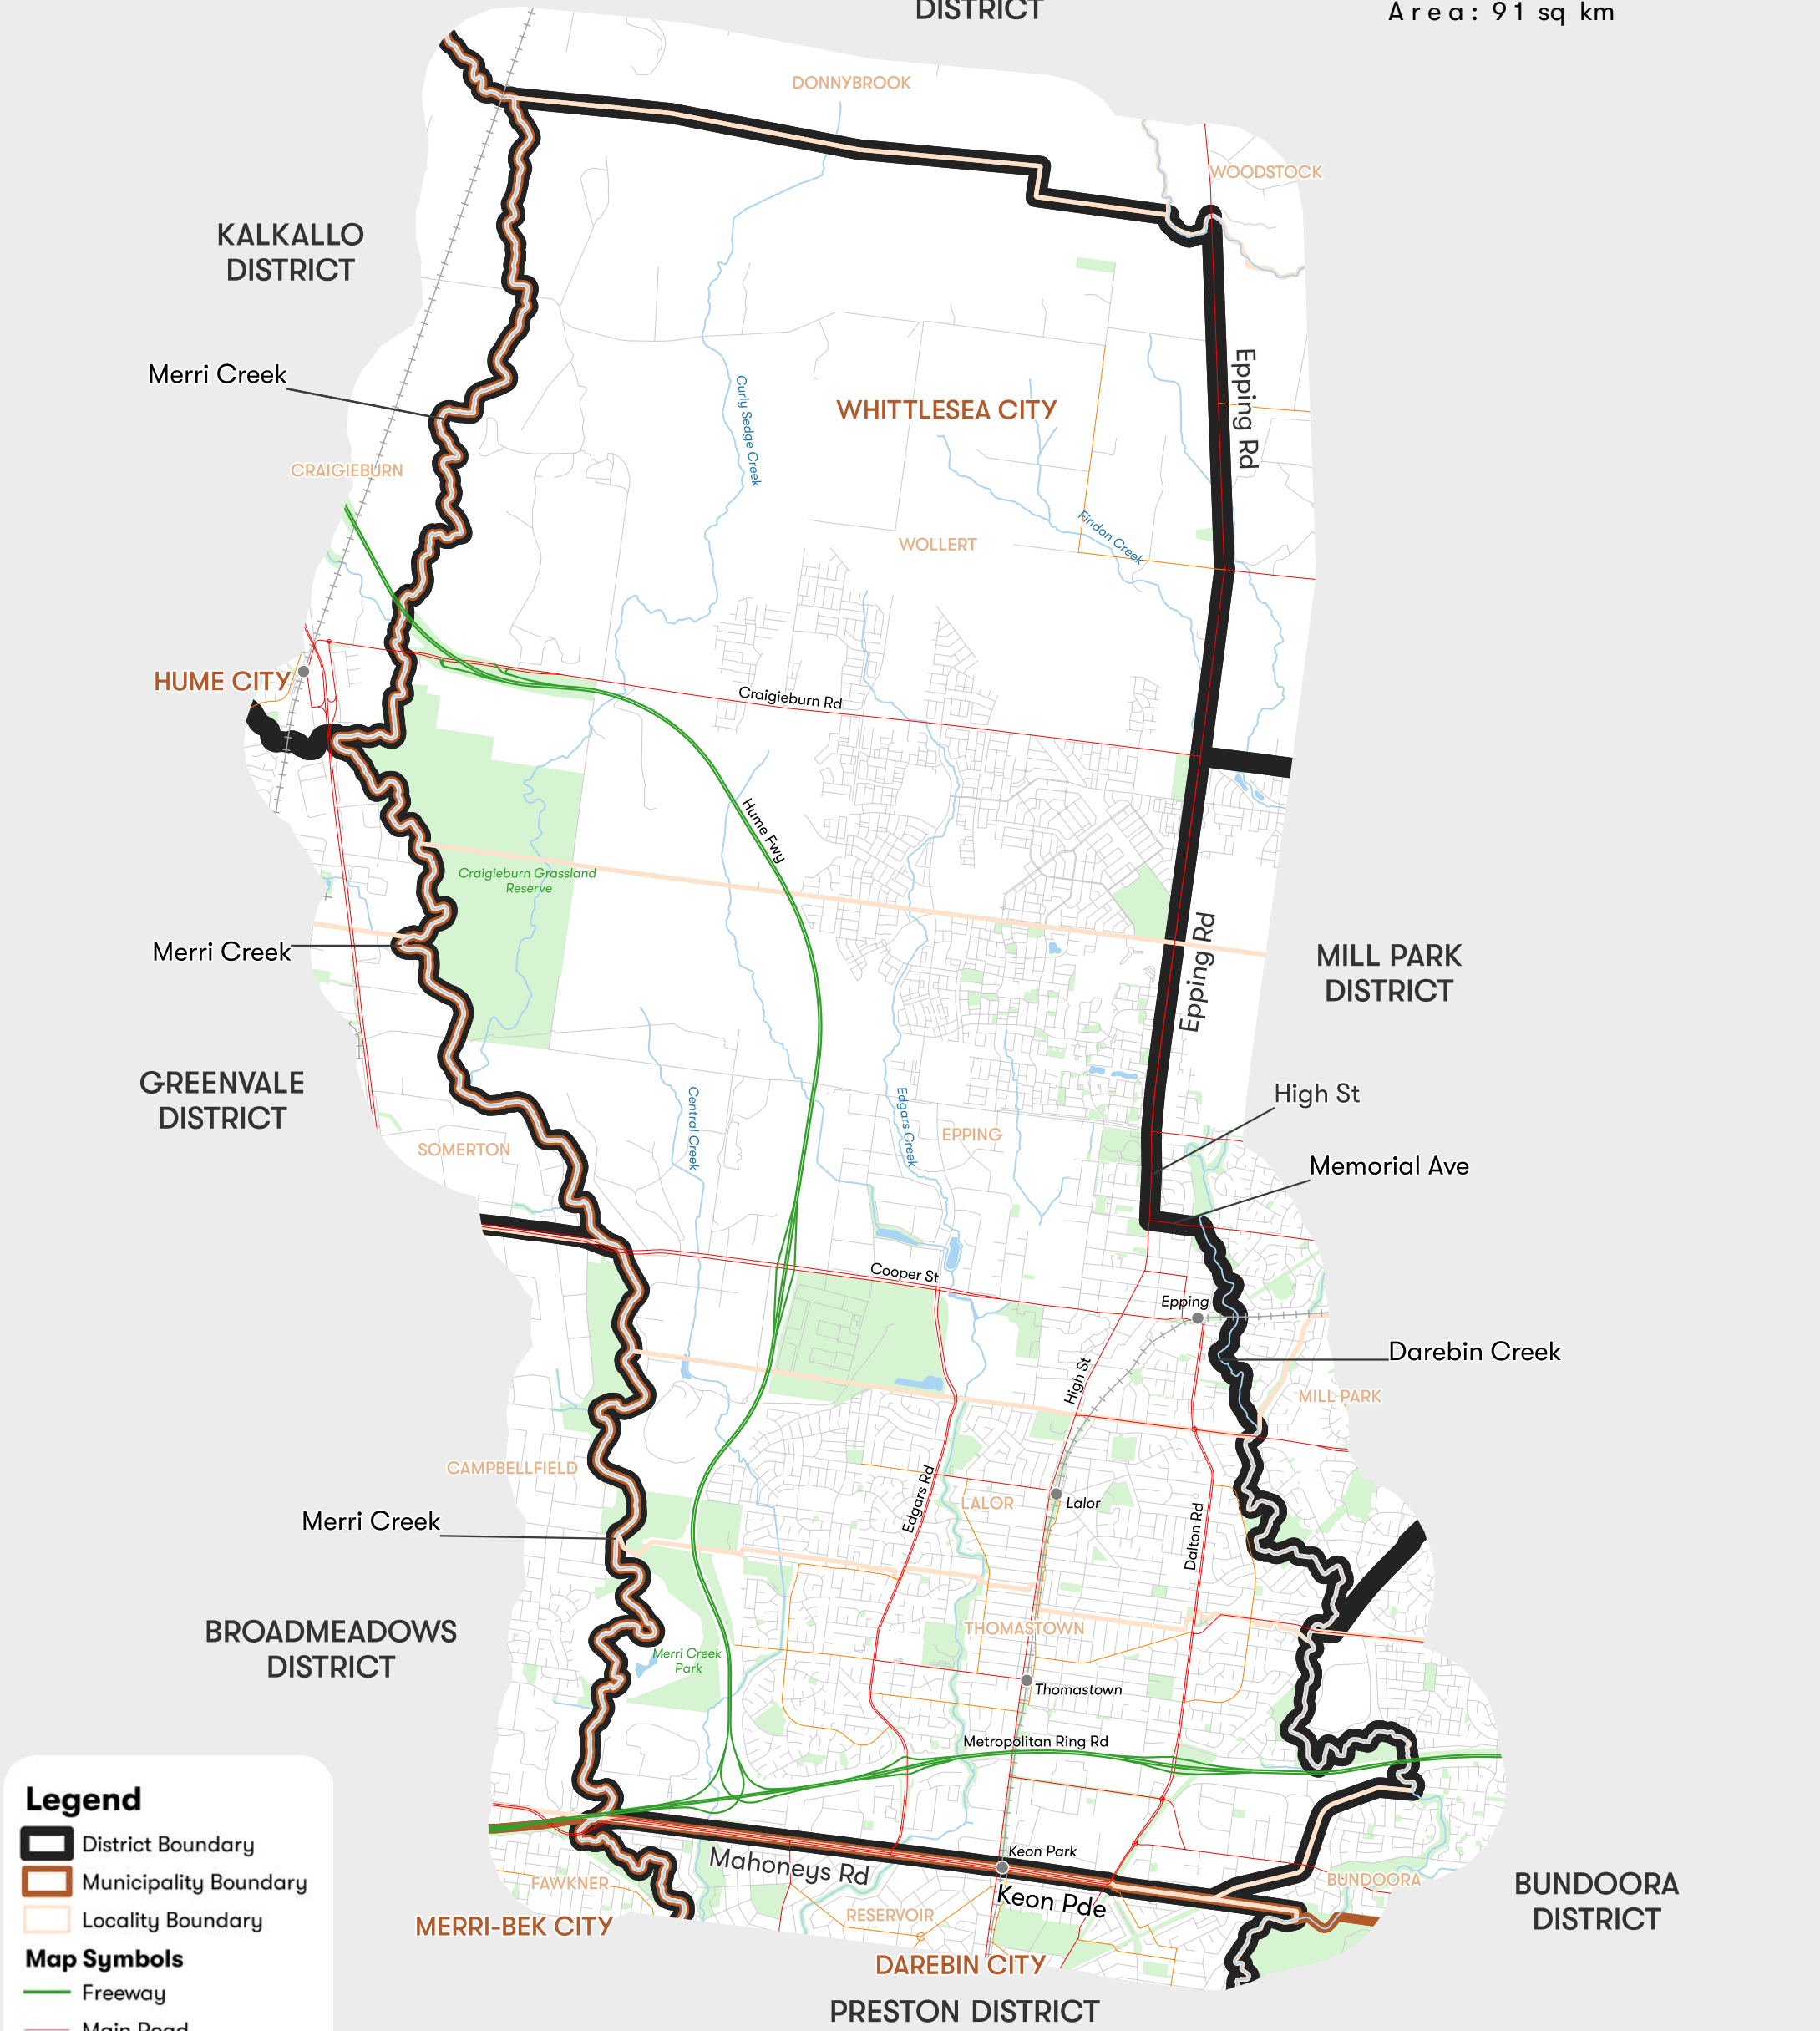 DISTRICT
Area: 91 sq km
DONNYBROOK
WOODSTOCK
KALKALLO
DISTRICT
Epping Rd
Merri Creek
Curly Sedge Creek
WHITTLESEA CITY
CRAIGIEBURN
Findon Creek
WOLLERT
HUME CITY
Craigieburn Rd
Hume Fwy
Craigieburn Grassland
Reserve
Merri Creek
Epping Rd
MILL PARK
DISTRICT
GREENVALE
DISTRICT
High St
Central Creek
Edgars Creek
EPPING
SOMERTON
Memorial Ave
Cooper St
Epping
Darebin Creek
High St
MILL PARK
CAMPBELLFIELD
Edgars Rd
LALOR
Lalor
Merri Creek
Dalton Rd
BROADMEADOWS
DISTRICT
THOMASTOWN
Merri Creek
Park
Thomastown
Metropolitan Ring Rd
Legend
District Boundary
Municipality Boundary
Locality Boundary
Map Symbols
Freeway
Main Road
Keon Park
Mahoneys Rd
Keon Pde
FAWKNER
BUNDOORA
BUNDOORA
DISTRICT
RESERVOIR
MERRI-BEK CITY
DAREBIN CITY
PRESTON DISTRICT